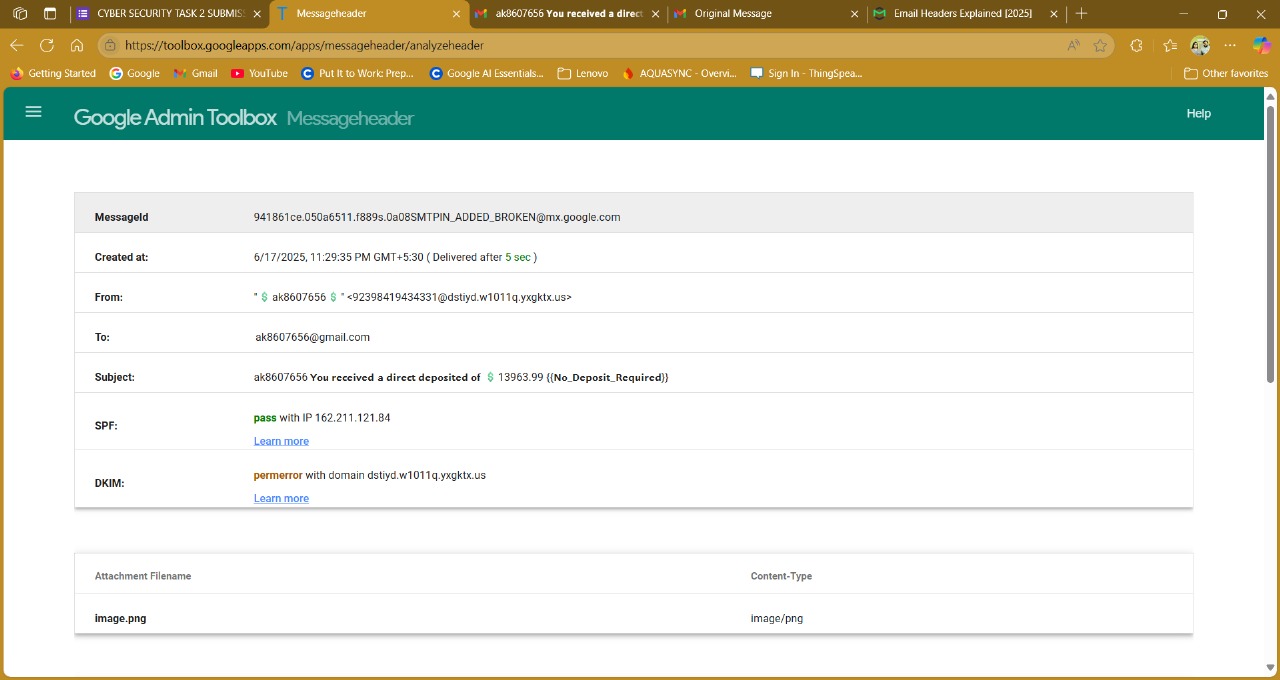 CYBER SECURITY TASK 2 SUBMIS
Messageheader
ak8607656 You received a direct
Original Message
Email Headers Explained [2025]
https://toolbox.googleapps.com/apps/messageheader/analyzeheader
Getting Started
Google
Gmail
YouTube
Put It to Work: Prep...
Google AI Essentials...
Lenovo
AQUASYNC - Overvi...
Sign In - ThingSpea...
Other favorites
Google Admin Toolbox Messageheader
Help
MessageId 941861ce.050a6511.f889s.0a08SMTPIN_ADDED_BROKEN@mx.google.com
Created at: 6/17/2025, 11:29:35 PM GMT+5:30 ( Delivered after 5 sec )
From: " $ ak8607656 $ " <92398419434331@dstiyd.w1011q.yxgktx.us>
To: ak8607656@gmail.com
Subject: ak8607656 You received a direct deposited of $ 13963.99 {{No_Deposit_Required}}
SPF: pass with IP 162.211.121.84
Learn more
DKIM: permerror with domain dstiyd.w1011q.yxgktx.us
Learn more
Attachment Filename Content-Type
image.png image/png